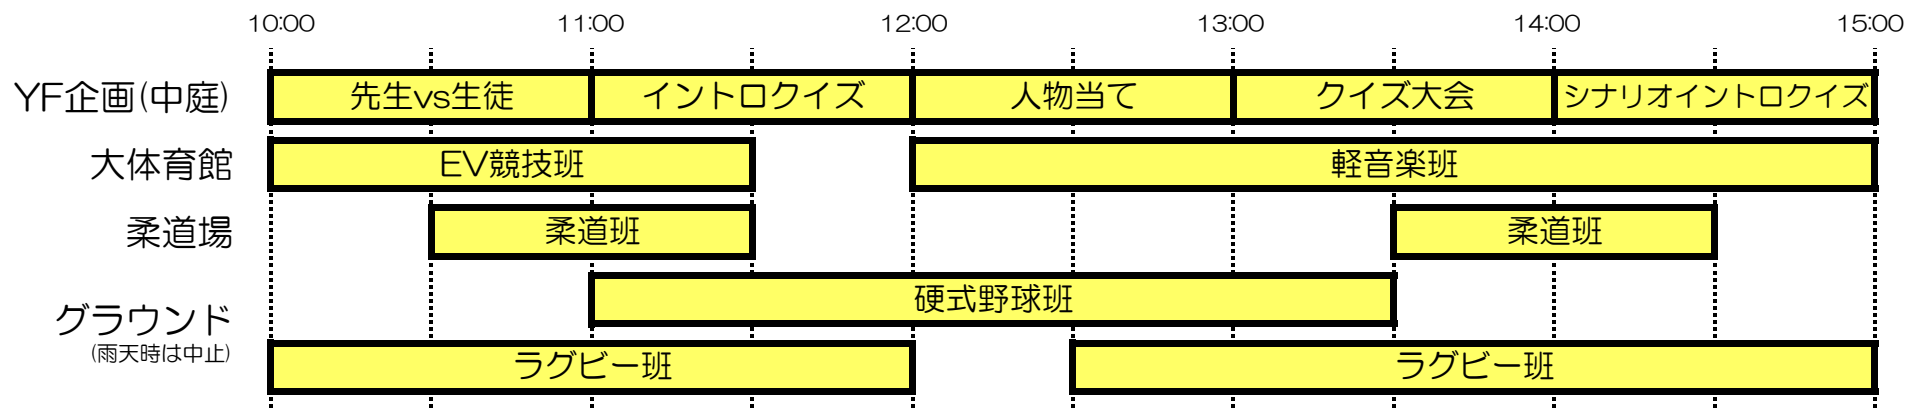 10:00 11:00 12:00 13:00 14:00 15:00
YF企画(中庭) 先生vs生徒 イントロクイズ 人物当て クイズ大会 シナリオイントロクイズ
大体育館 EV競技班 軽音楽班
柔道場 柔道班 柔道班
硬式野球班
グラウンド
(雨天時は中止)
ラグビー班 ラグビー班